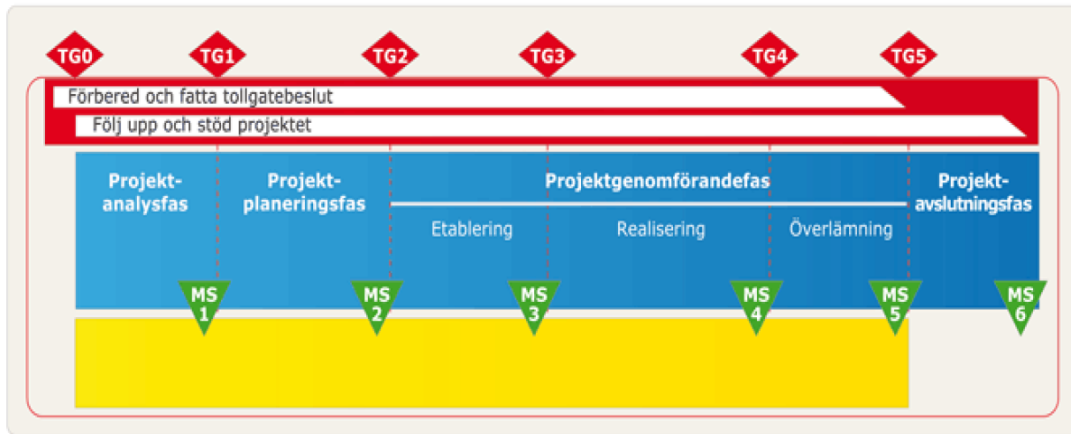 TG0 TG1 TG2 TG3 TG4 TG5
Förbered och fatta tollgatebeslut
Följ upp och stöd projektet
Projekt-
analysfas
Projekt-
planeringsfas
Projektgenomförandefas
Etablering Realisering Överlämning
Projekt-
avslutningsfas
MS
1
MS
2
MS
3
MS
4
MS
5
MS
6